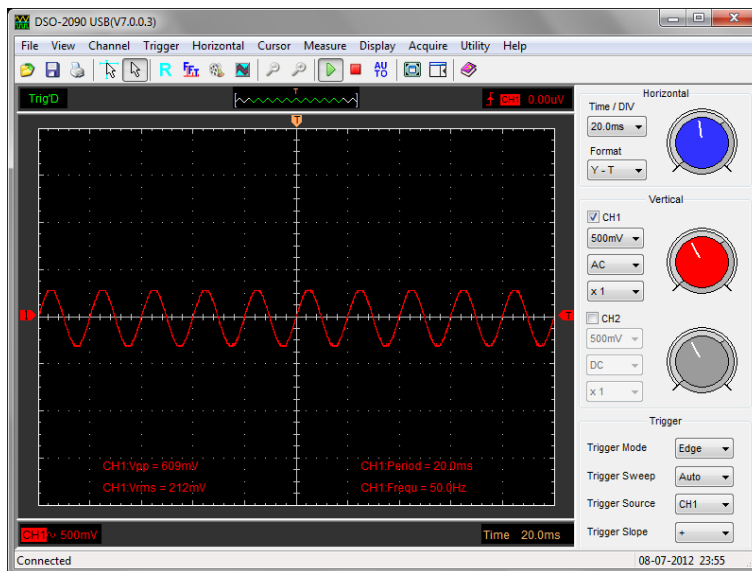 DSO-2090 USB(V7.0.0.3)
File View Channel Trigger Horizontal Cursor Measure Display Acquire Utility Help
R FFT AUTO
Trig'D
T
CH1 0.00uV
T
1
T
CH1:Vpp = 609mV
CH1:Period = 20.0ms
CH1:Vrms = 212mV
CH1:Frequ = 50.0Hz
CH1~ 500mV
Time 20.0ms
Horizontal
Time / DIV
20.0ms
Format
Y - T
Vertical
CH1
500mV
AC
x 1
CH2
500mV
DC
x 1
Trigger
Trigger Mode Edge
Trigger Sweep Auto
Trigger Source CH1
Trigger Slope +
Connected
08-07-2012 23:55